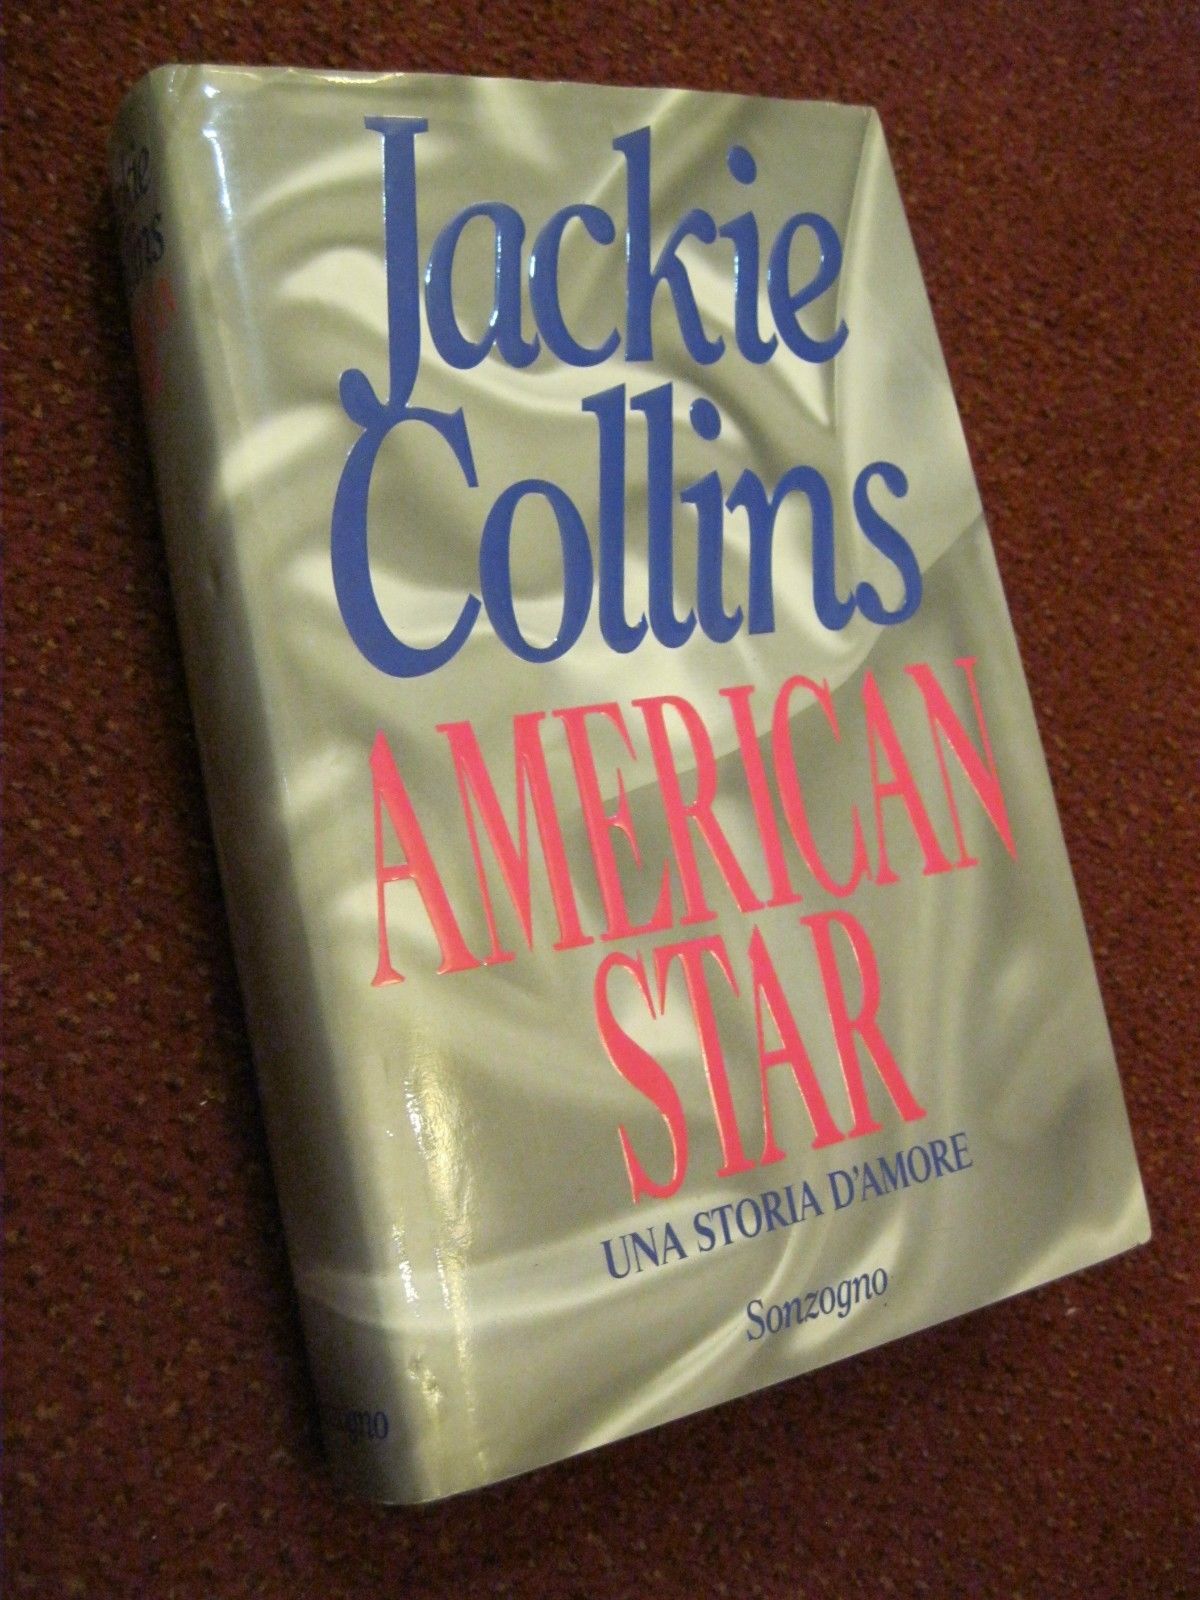 Jackie
Collins
AMERICAN
STAR
UNA STORIA D'AMORE
Sonzogno